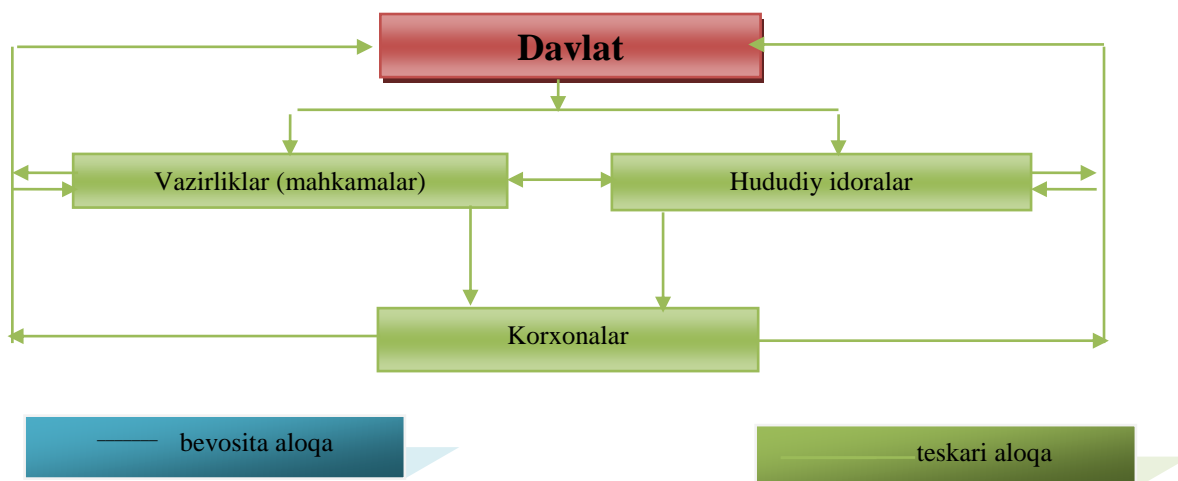 Davlat
Vazirliklar (mahkamalar)
Hududiy idoralar
Korxonalar
bevosita aloqa
teskari aloqa